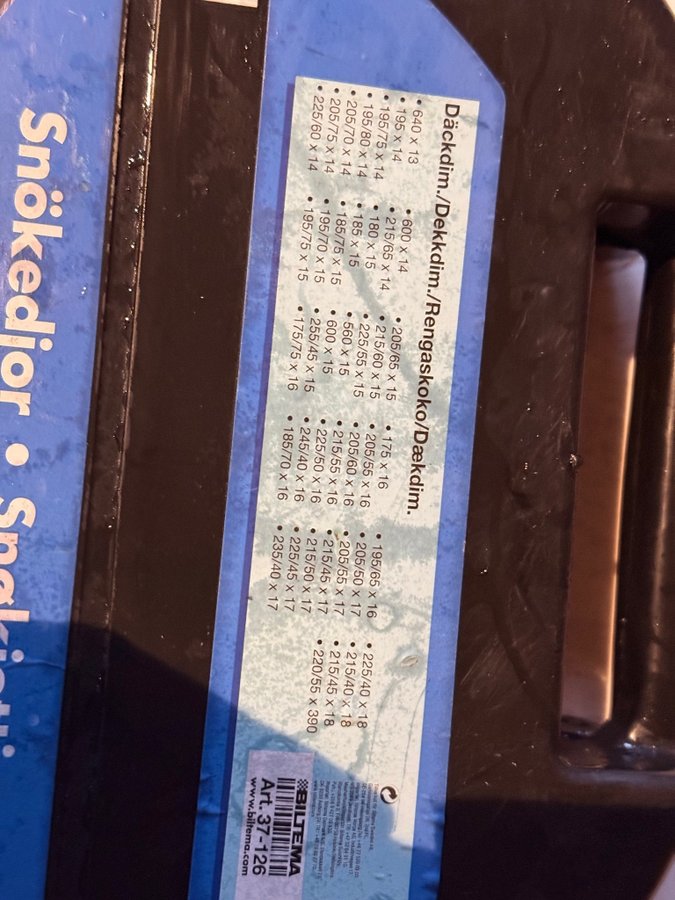 Däckdim./Dekkdim./Rengaskoko/Dækdim.
• 640 x 13
• 195 x 14
• 195/75 x 14
• 195/80 x 14
• 205/70 x 14
• 205/75 x 14
• 225/60 x 14
• 600 x 14
• 215/65 x 14
• 180 x 15
• 185 x 15
• 185/75 x 15
• 195/70 x 15
• 195/75 x 15
• 205/65 x 15
• 215/60 x 15
• 225/55 x 15
• 560 x 15
• 600 x 15
• 255/45 x 15
• 175/75 x 16
• 175 x 16
• 205/55 x 16
• 205/60 x 16
• 215/55 x 16
• 225/50 x 16
• 245/40 x 16
• 185/70 x 16
• 195/65 x 16
• 205/50 x 17
• 205/55 x 17
• 215/45 x 17
• 215/50 x 17
• 225/45 x 17
• 235/40 x 17
• 225/40 x 18
• 215/40 x 18
• 215/45 x 18
• 220/55 x 390
BILTEMA
Art. 37-126
www.biltema.com
Snökedjor •